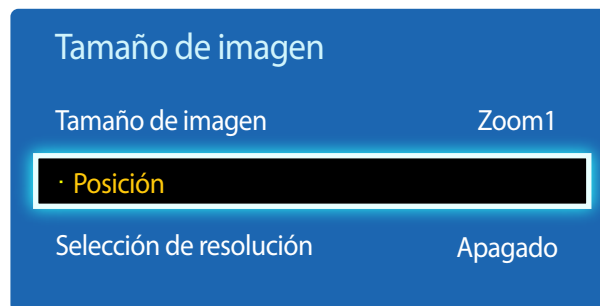 Tamaño de imagen
Tamaño de imagen Zoom1
· Posición
Selección de resolución Apagado